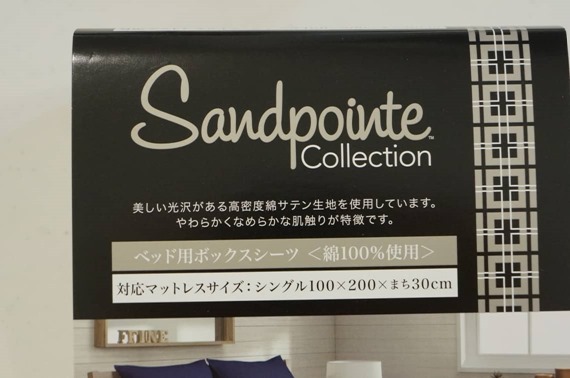 Sandpointe™
Collection
美しい光沢がある高密度綿サテン生地を使用しています。
やわらかくなめらかな肌触りが特徴です。
ベッド用ボックスシーツ ＜綿100%使用＞
対応マットレスサイズ：シングル100×200×まち30cm